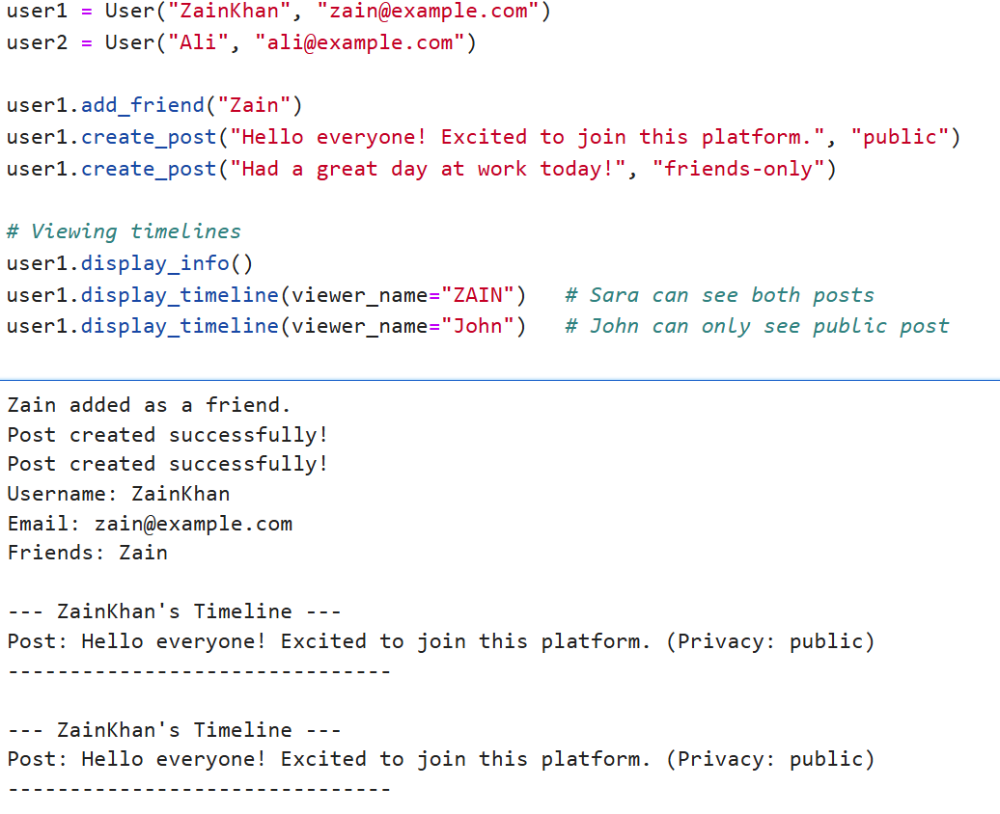 user1 = User("ZainKhan", "zain@example.com")
user2 = User("Ali", "ali@example.com")
user1.add_friend("Zain")
user1.create_post("Hello everyone! Excited to join this platform.", "public")
user1.create_post("Had a great day at work today!", "friends-only")
# Viewing timelines
user1.display_info()
user1.display_timeline(viewer_name="ZAIN")   # Sara can see both posts
user1.display_timeline(viewer_name="John")   # John can only see public post
Zain added as a friend.
Post created successfully!
Post created successfully!
Username: ZainKhan
Email: zain@example.com
Friends: Zain
--- ZainKhan's Timeline ---
Post: Hello everyone! Excited to join this platform. (Privacy: public)
-------------------------------
--- ZainKhan's Timeline ---
Post: Hello everyone! Excited to join this platform. (Privacy: public)
-------------------------------